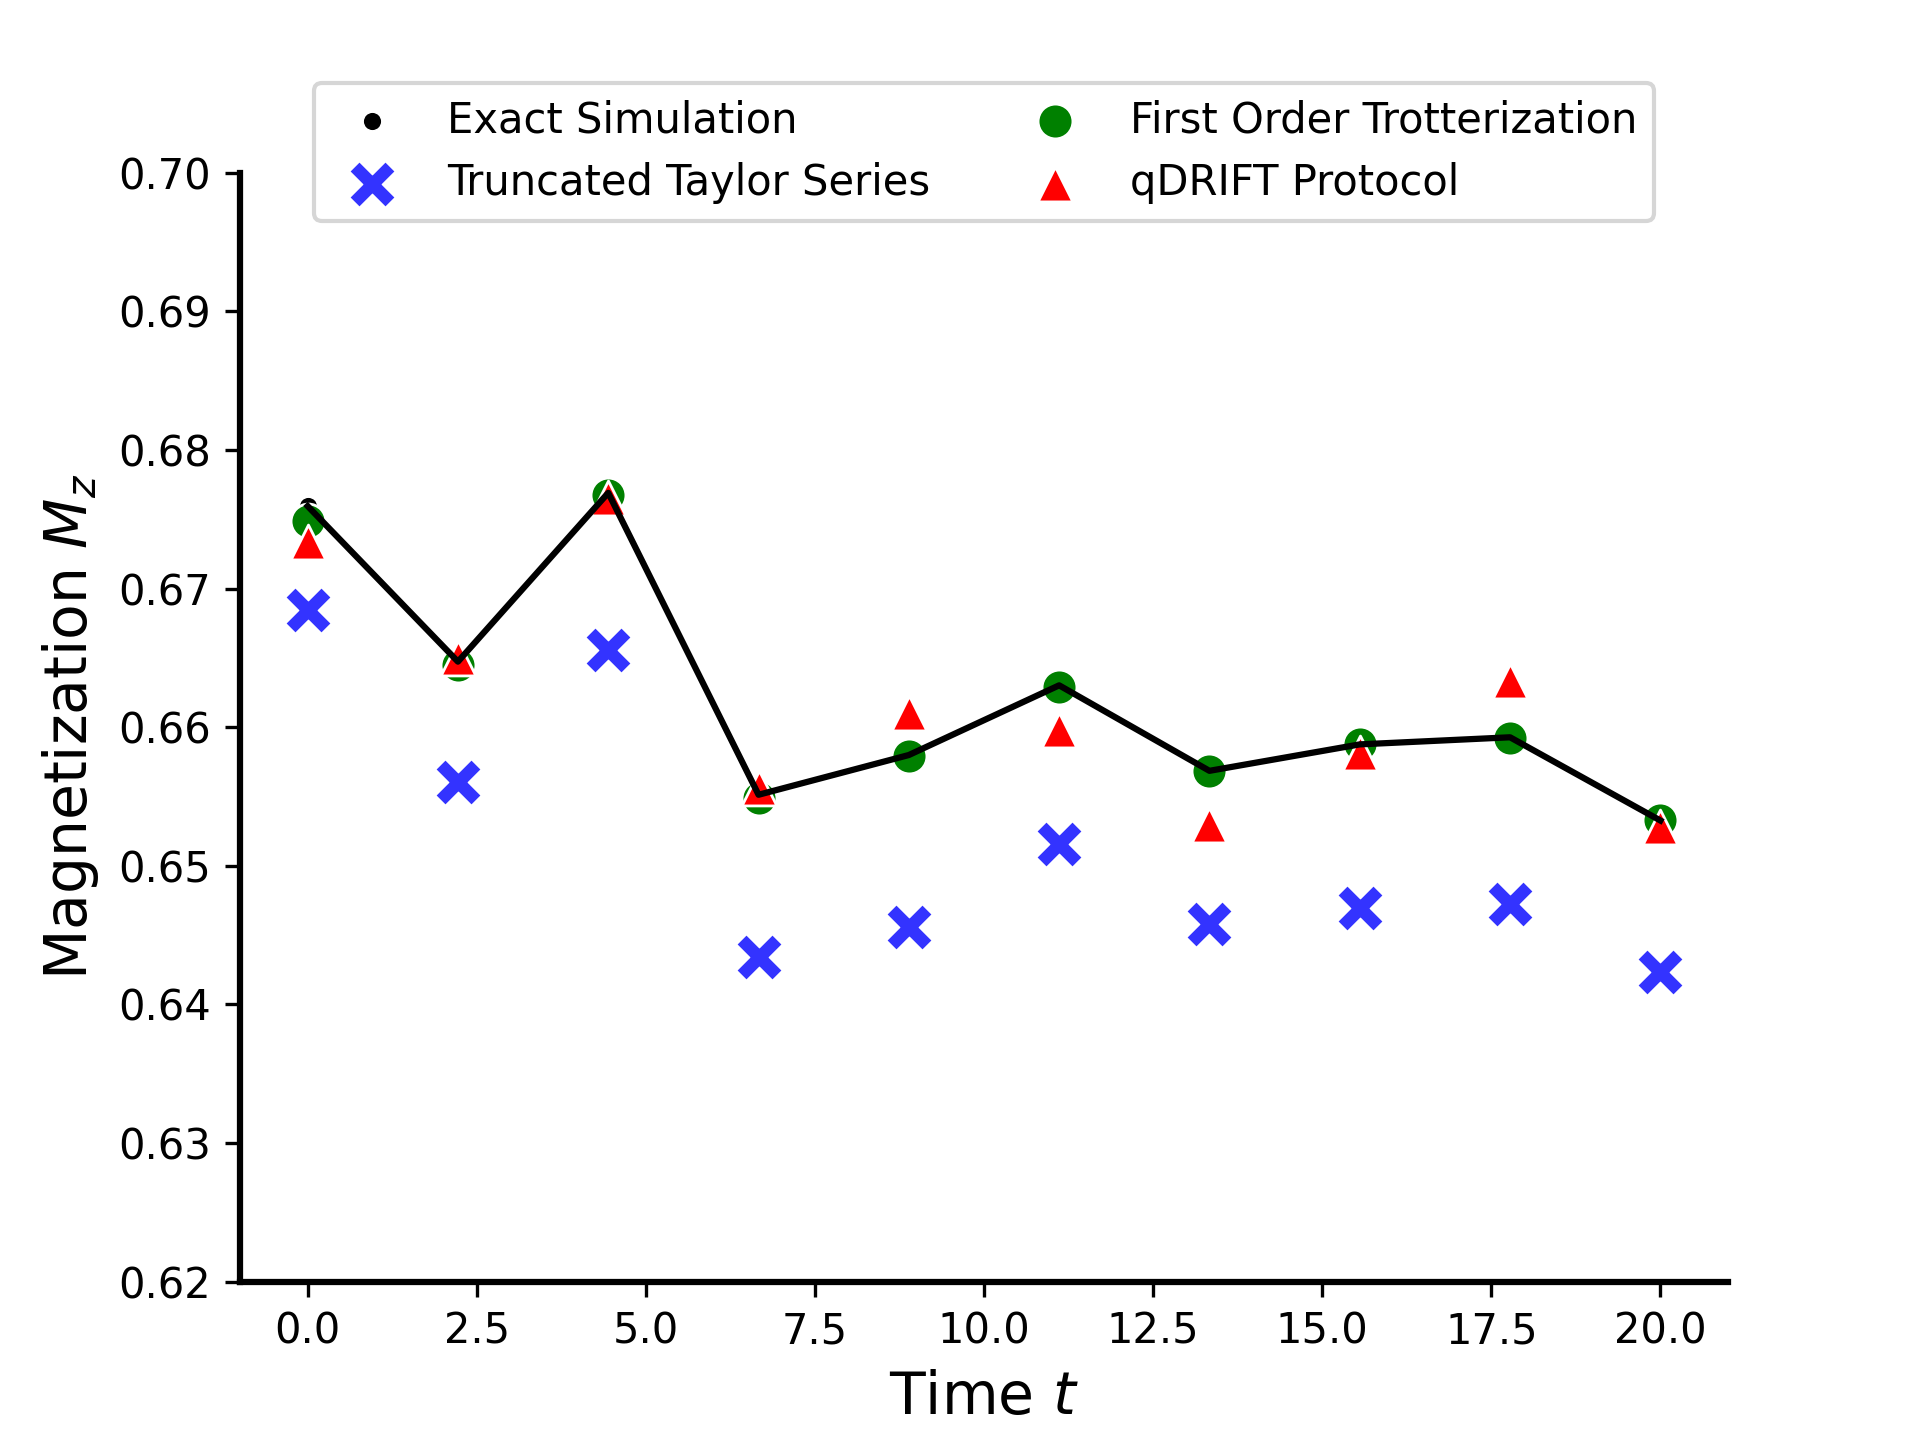 Exact Simulation
Truncated Taylor Series
First Order Trotterization
qDRIFT Protocol
0.70
0.69
0.68
0.67
0.66
0.65
0.64
0.63
0.62
Magnetization M_z
0.0 2.5 5.0 7.5 10.0 12.5 15.0 17.5 20.0
Time t